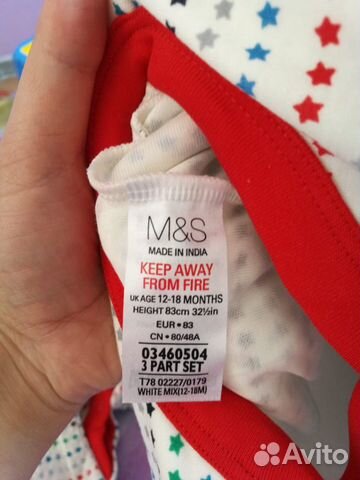 M&S
MADE IN INDIA
KEEP AWAY
FROM FIRE
UK AGE 12-18 MONTHS
HEIGHT 83cm 32½in
EUR • 83
CN • 80/48A
03460504
3 PART SET
T78 02227/0179
WHITE MIX(12-18M)
Avito